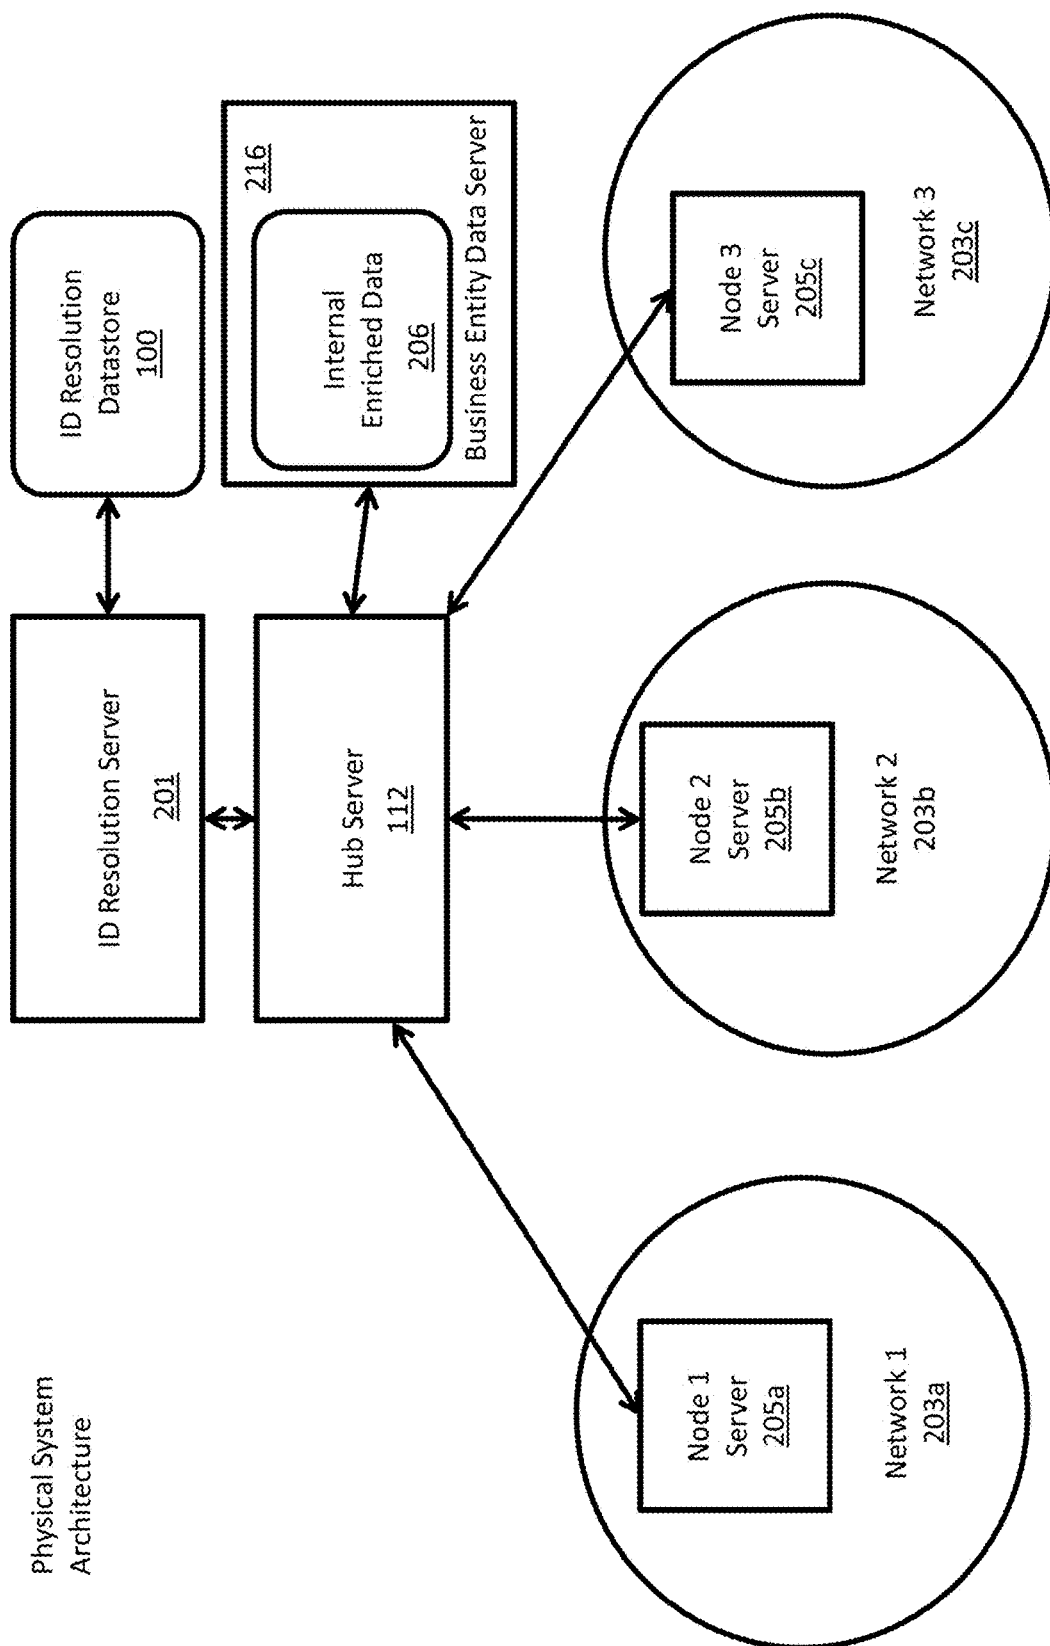 Physical System
Architecture
ID Resolution Server
201
ID Resolution
Datastore
100
Hub Server
112
216
Internal
Enriched Data
206
Business Entity Data Server
Node 1
Server
205a
Network 1
203a
Node 2
Server
205b
Network 2
203b
Node 3
Server
205c
Network 3
203c